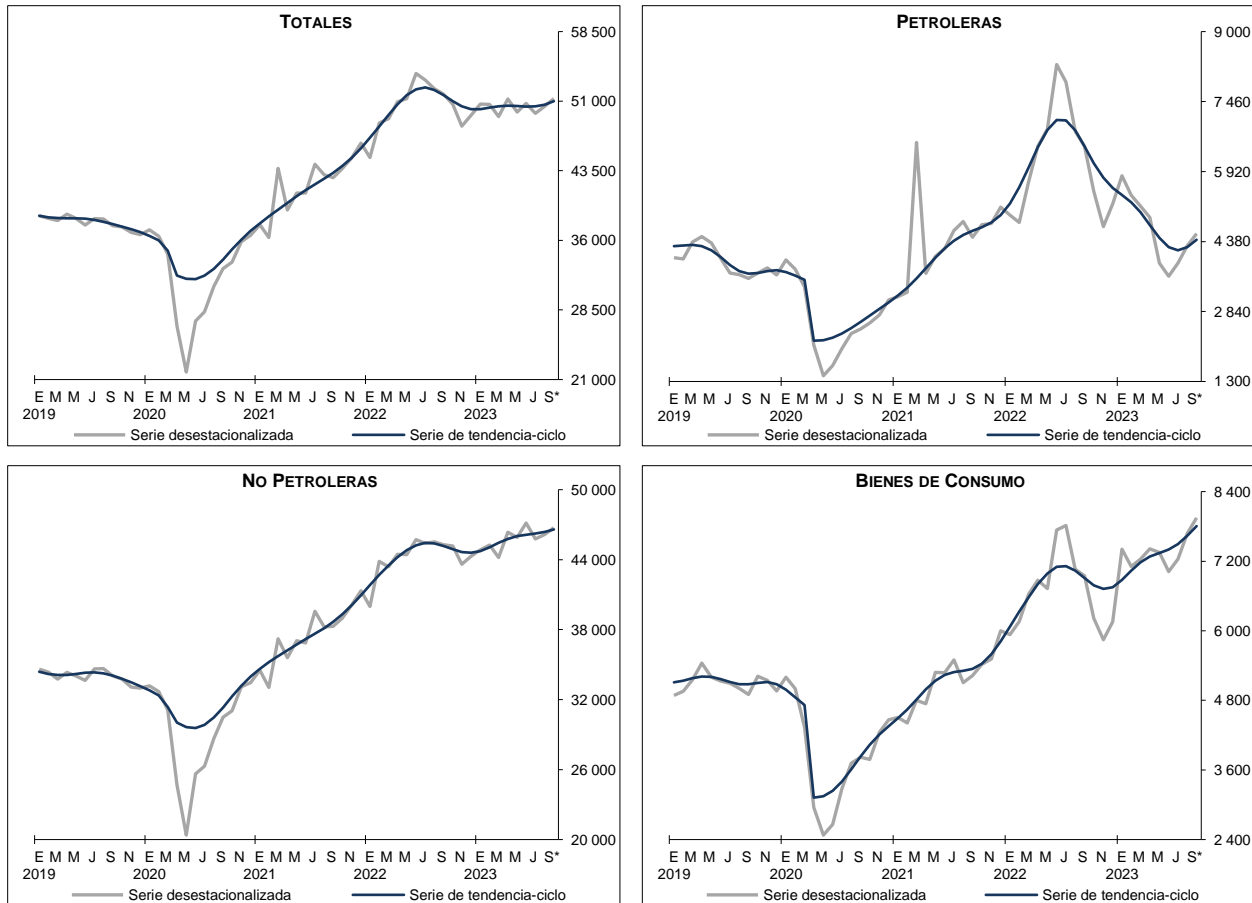 TOTALES
58 500
51 000
43 500
36 000
28 500
21 000
E M M J S N E M M J S N E M M J S N E M M J S N E M M J S*
2019 2020 2021 2022 2023
Serie desestacionalizada Serie de tendencia-ciclo
PETROLERAS
9 000
7 460
5 920
4 380
2 840
1 300
E M M J S N E M M J S N E M M J S N E M M J S N E M M J S*
2019 2020 2021 2022 2023
Serie desestacionalizada Serie de tendencia-ciclo
NO PETROLERAS
50 000
44 000
38 000
32 000
26 000
20 000
E M M J S N E M M J S N E M M J S N E M M J S N E M M J S*
2019 2020 2021 2022 2023
Serie desestacionalizada Serie de tendencia-ciclo
BIENES DE CONSUMO
8 400
7 200
6 000
4 800
3 600
2 400
E M M J S N E M M J S N E M M J S N E M M J S N E M M J S*
2019 2020 2021 2022 2023
Serie desestacionalizada Serie de tendencia-ciclo